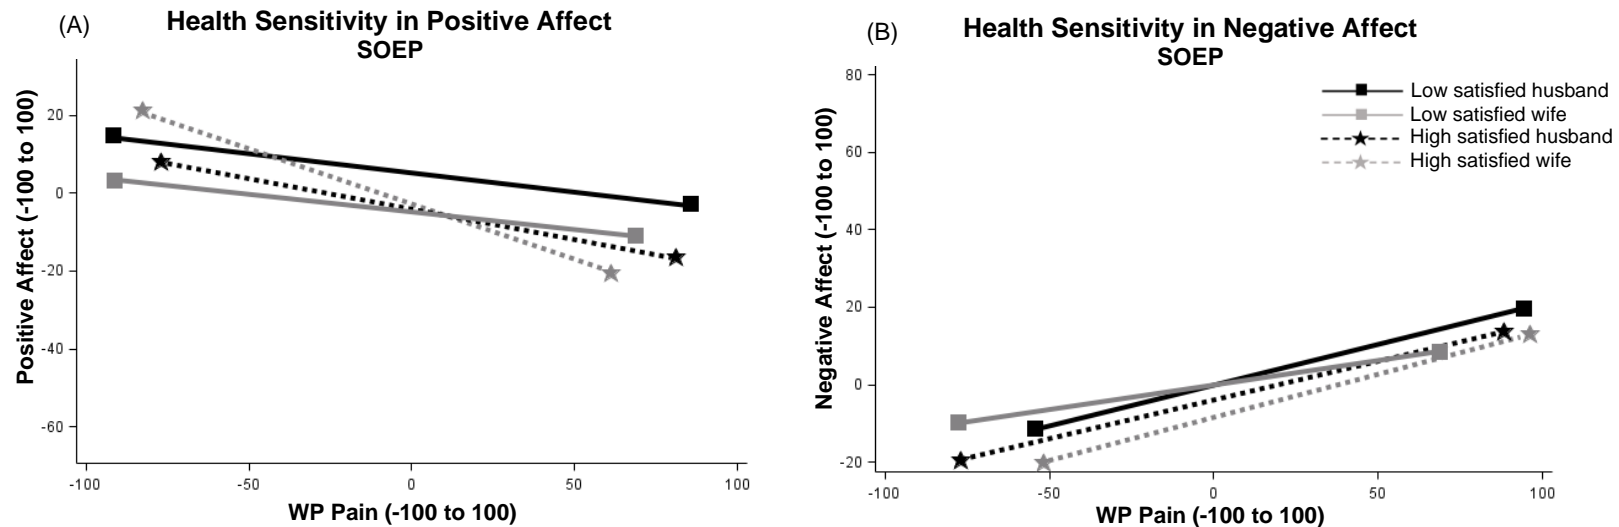 (A)
Health Sensitivity in Positive Affect
SOEP
Positive Affect (-100 to 100)
20
0
-20
-40
-60
-100
-50
0
50
100
WP Pain (-100 to 100)
(B)
Health Sensitivity in Negative Affect
SOEP
Low satisfied husband
Low satisfied wife
High satisfied husband
High satisfied wife
Negative Affect (-100 to 100)
80
60
40
20
0
-20
-100
-50
0
50
100
WP Pain (-100 to 100)